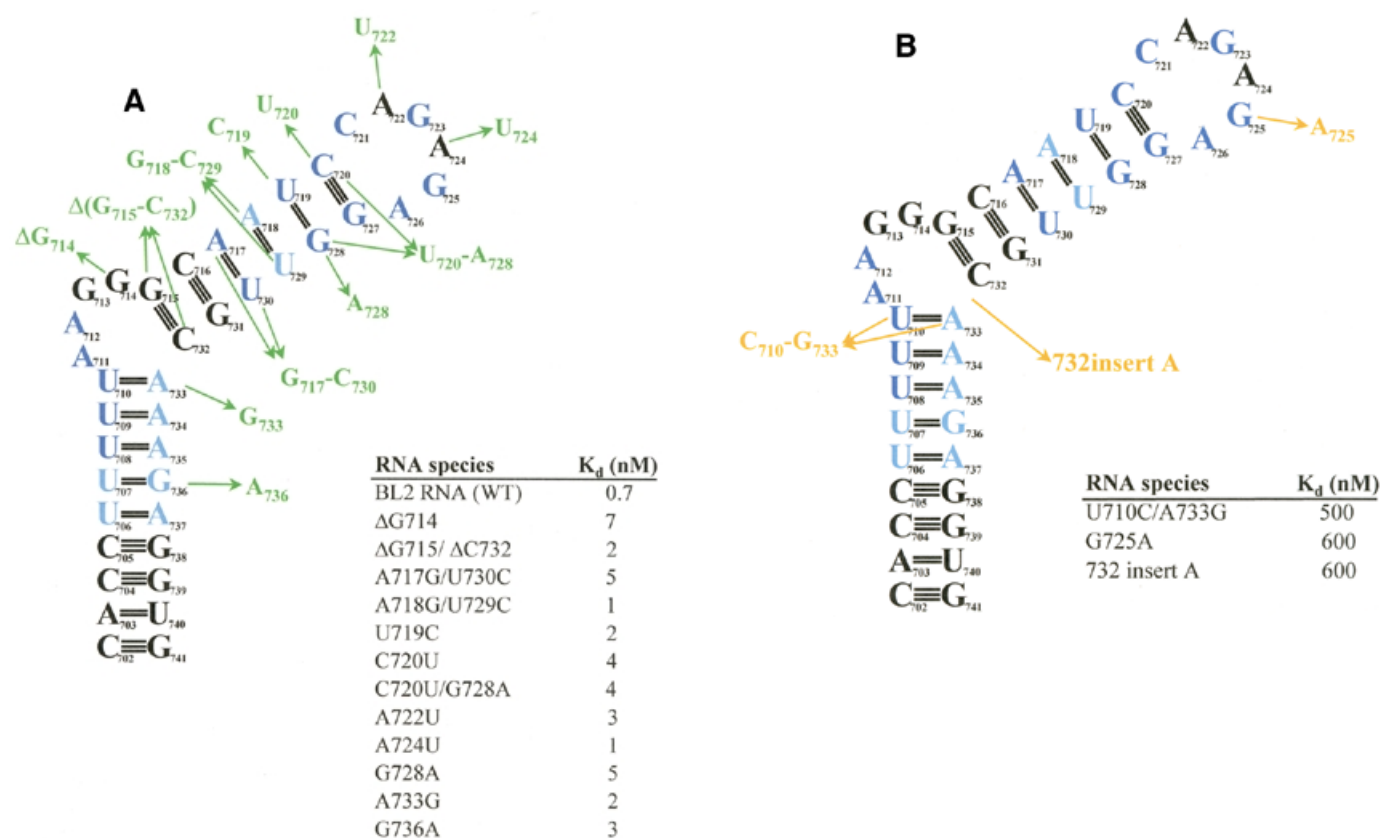 A
U722
U720
C719
G718-C729
Δ(G715-C732)
ΔG714
U724
C721
A722
G723
A724
G725
A726
C720
G727
U719
G728
A718
U729
A717
U730
C716
G731
G715
C732
G714
G713
A712
A711
U720-A728
A728
G717-C730
U710 A733
G733
U709 A734
U708 A735
U707 G736
A736
U706 A737
C705 G738
C704 G739
A703 U740
C702 G741
RNA species Kd (nM)
BL2 RNA (WT) 0.7
ΔG714 7
ΔG715/ ΔC732 2
A717G/U730C 5
A718G/U729C 1
U719C 2
C720U 4
C720U/G728A 4
A722U 3
A724U 1
G728A 5
A733G 2
G736A 3
B
C721
A722
G723
A724
G725
A725
A726
C720
G727
U719
G728
A718
U729
A717
U730
C716
G731
G715
C732
G714
G713
A712
A711
U710 A733
C710-G733
732insert A
U709 A734
U708 A735
U707 G736
U706 A737
C705 G738
C704 G739
A703 U740
C702 G741
RNA species Kd (nM)
U710C/A733G 500
G725A 600
732 insert A 600